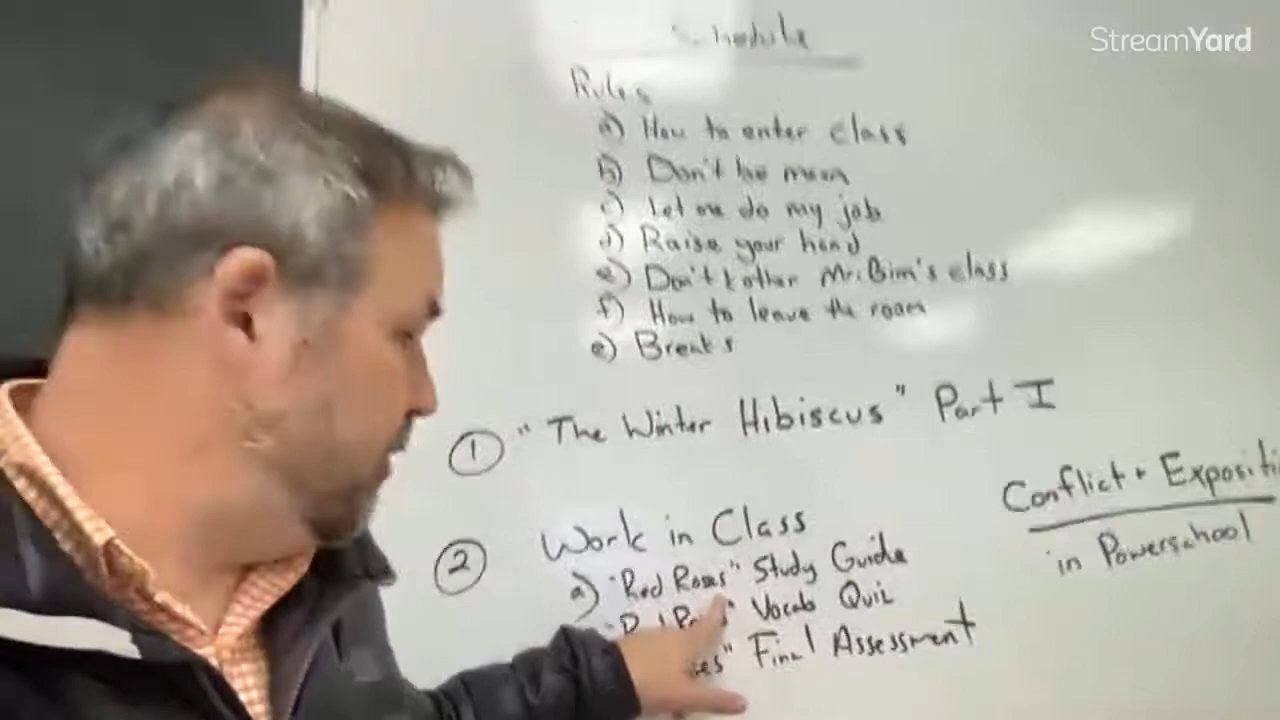 StreamYard
Schedule
Rules
a) How to enter class
b) Don't be mean
c) Let me do my job
d) Raise your hand
e) Don't bother Mr. Bim's class
f) How to leave the room
e) Breaks
① "The Winter Hibiscus" Part I
Conflict +
in Powerschool
② Work in Class
a) "Red Roses" Study Guide
"Red Vocab Quiz
Final Assessment